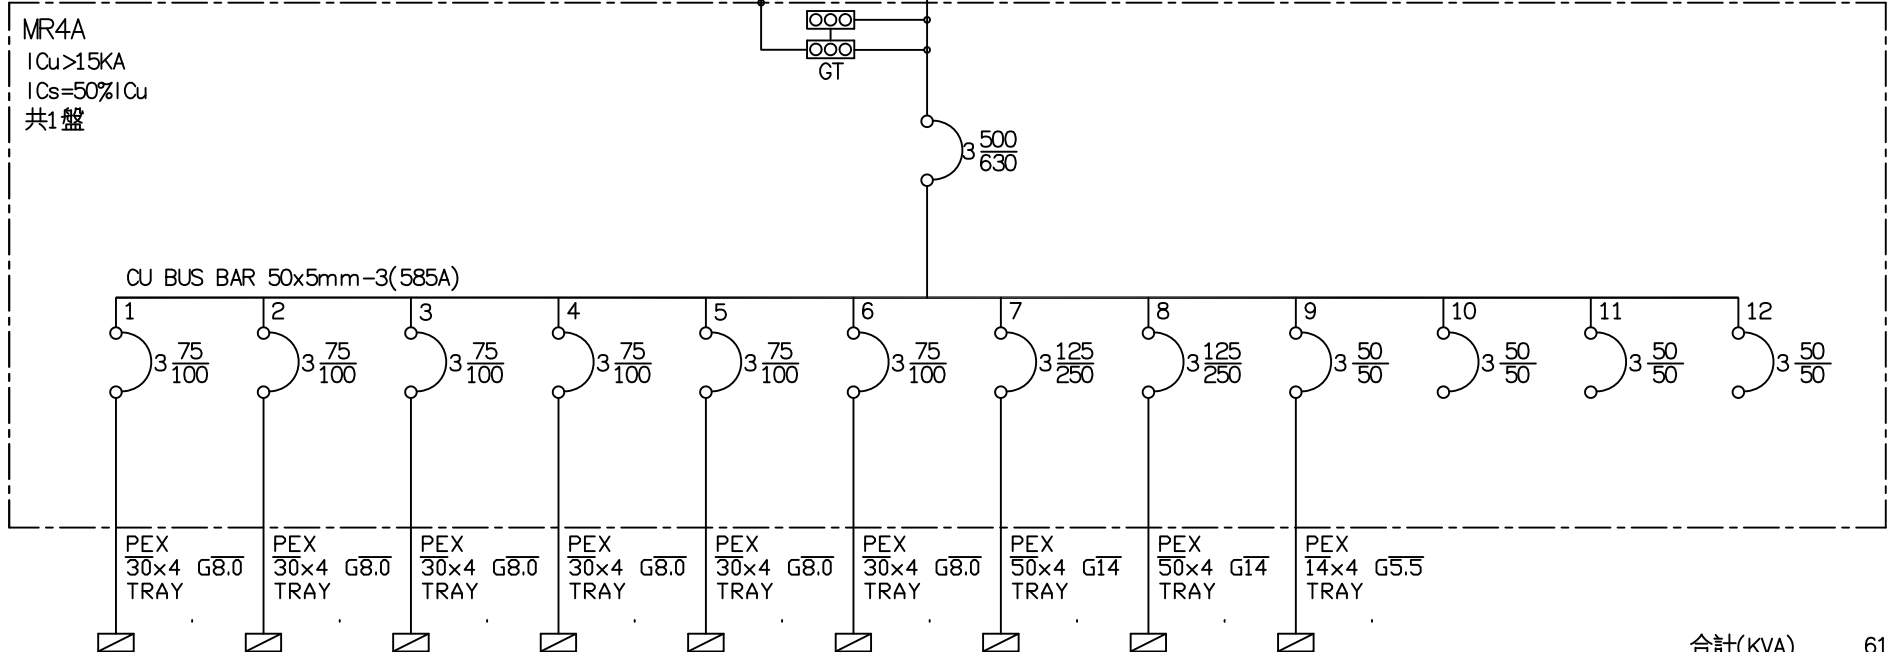 MR4A
ICu>15KA
ICs=50%ICu
共1盤
GT
3 500/630
CU BUS BAR 50x5mm-3(585A)
1 2 3 4 5 6 7 8 9 10 11 12
3 75/100 3 75/100 3 75/100 3 75/100 3 75/100 3 75/100 3 125/250 3 125/250 3 50/50 3 50/50 3 50/50 3 50/50
PEX PEX PEX PEX PEX PEX PEX PEX PEX
30x4 G8.0 30x4 G8.0 30x4 G8.0 30x4 G8.0 30x4 G8.0 30x4 G8.0 50x4 G14 50x4 G14 14x4 G5.5
TRAY TRAY TRAY TRAY TRAY TRAY TRAY TRAY TRAY
合計(KVA) 61